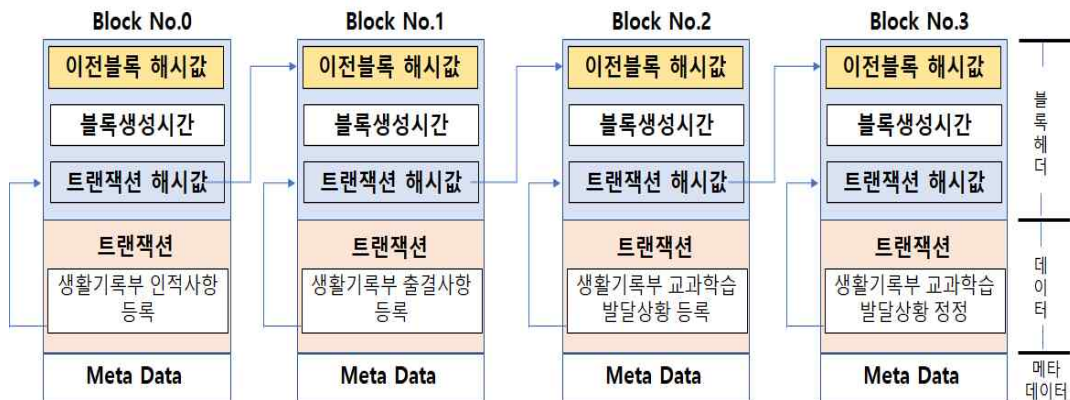 Block No.0
이전블록 해시값
블록생성시간
트랜잭션 해시값
트랜잭션
생활기록부 인적사항
등록
Meta Data
Block No.1
이전블록 해시값
블록생성시간
트랜잭션 해시값
트랜잭션
생활기록부 출결사항
등록
Meta Data
Block No.2
이전블록 해시값
블록생성시간
트랜잭션 해시값
트랜잭션
생활기록부 교과학습
발달상황 등록
Meta Data
Block No.3
이전블록 해시값
블록생성시간
트랜잭션 해시값
트랜잭션
생활기록부 교과학습
발달상황 정정
Meta Data
블록헤더
데이터
메타
데이터